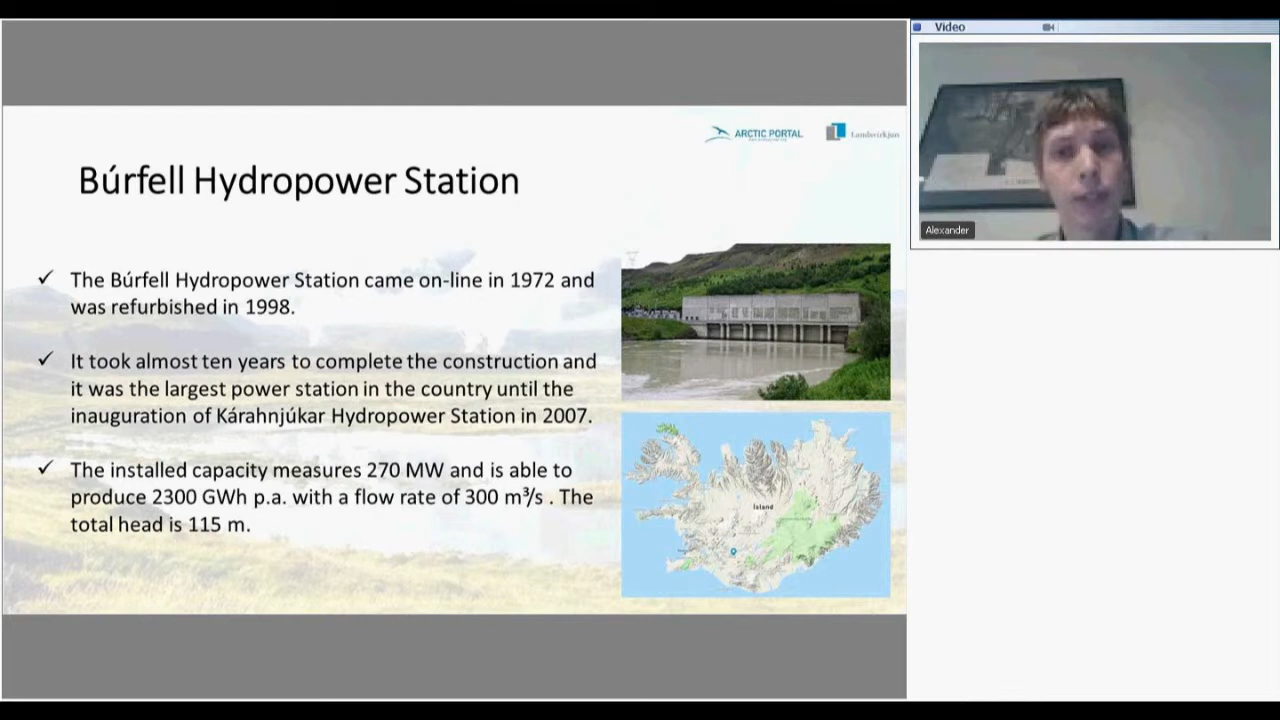 Video
ARCTIC PORTAL
Landsvirkjun
Búrfell Hydropower Station
Alexander
✓ The Búrfell Hydropower Station came on-line in 1972 and
was refurbished in 1998.
✓ It took almost ten years to complete the construction and
it was the largest power station in the country until the
inauguration of Kárahnjúkar Hydropower Station in 2007.
✓ The installed capacity measures 270 MW and is able to
produce 2300 GWh p.a. with a flow rate of 300 m³/s . The
total head is 115 m.
Ísland